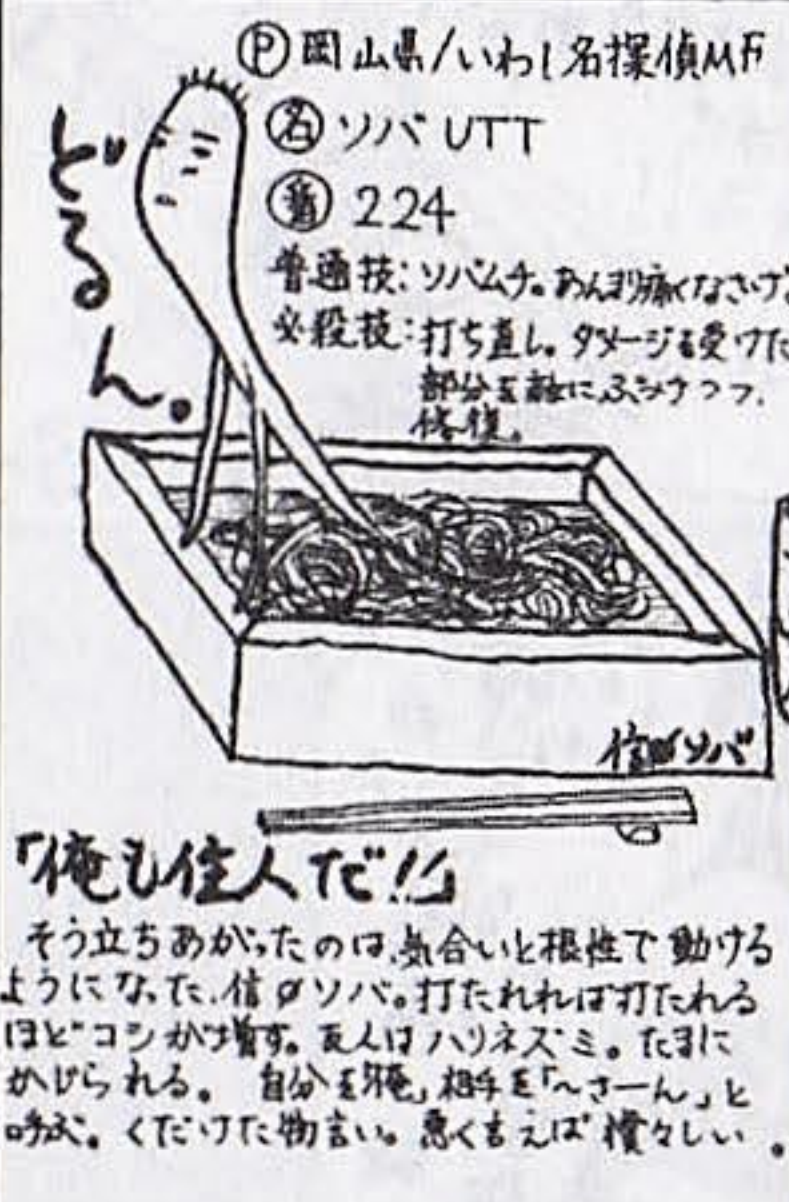 Ⓟ岡山県/いわし名探偵MF
㊔ソバUTT
224
どるん。
普通技:ソバムチ。あんまり痛くなさげ。
必殺技:打ち直し。ダメージを受けた
部分を敵にふみつつ、
修復。
信ソバ
「俺も住人だ!!」
そう立ちあがったのは、気合いと根性で動ける
ようになった、信ソバ。打たれれば打たれる
ほどコシが増す。友人はハリネズミ。たまに
かじられる。 自分を「俺」相手を「~さーん」と
呼ぶ。くだけた物言い。悪く言えば憎々しい。